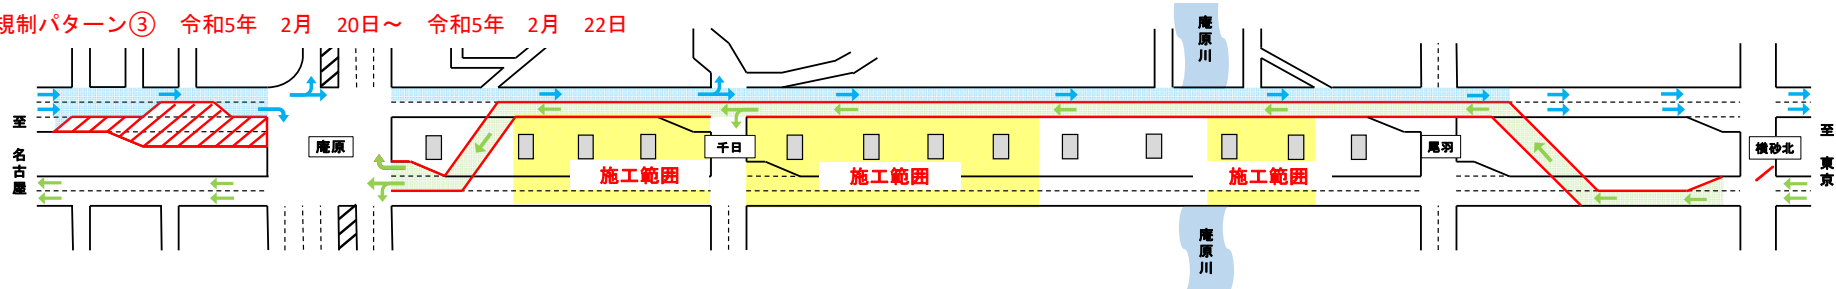 規制パターン③ 令和5年 2月 20日～ 令和5年 2月 22日
庵原川
至 名古屋
庵原
千日
尾羽
横砂北
至 東京
施工範囲
施工範囲
施工範囲
庵原川